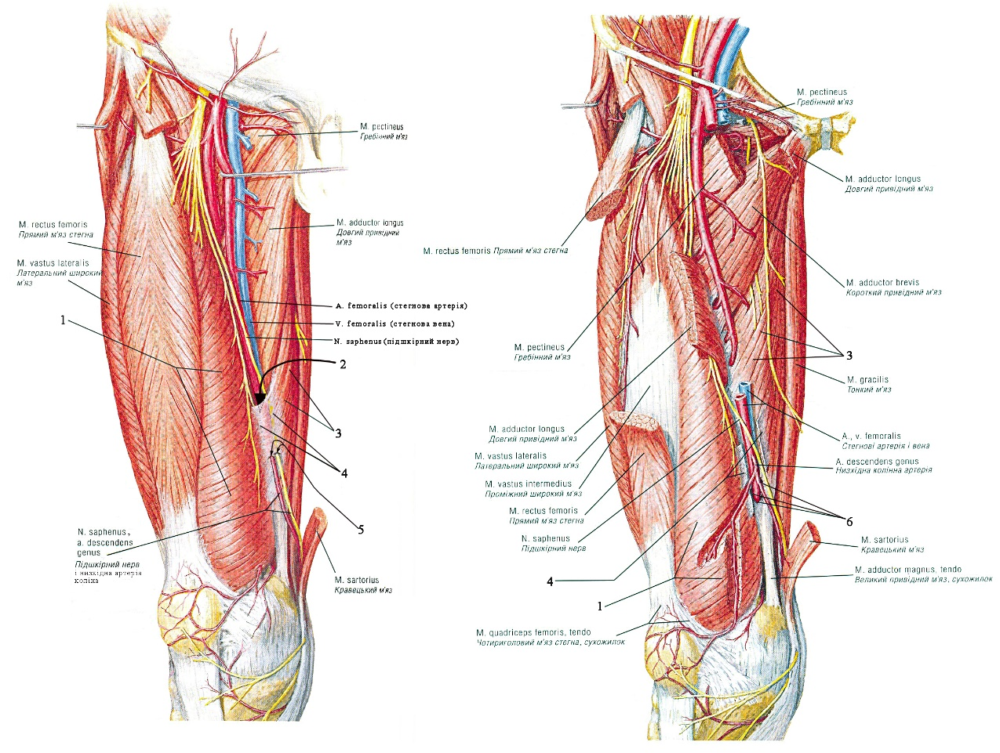 M. pectineus
Гребінний м'яз
M. rectus femoris
Прямий м'яз стегна
M. vastus lateralis
Латеральний широкий
м'яз
1
M. adductor longus
Довгий привідний
м'яз
A. femoralis (стегнова артерія)
V. femoralis (стегнова вена)
N. saphenus (підшкірний нерв)
2
3
4
5
N. saphenus,
a. descendens
genus
Підшкірний нерв
і низхідна артерія
коліна
M. sartorius
Кравецький м'яз
M. pectineus
Гребінний м'яз
M. adductor longus
Довгий привідний м'яз
M. rectus femoris Прямий м'яз стегна
M. adductor brevis
Короткий привідний м'яз
M. pectineus
Гребінний м'яз
3
M. gracilis
Тонкий м'яз
M. adductor longus
Довгий привідний м'яз
A., v. femoralis
Стегнові артерія і вена
M. vastus lateralis
Латеральний широкий м'яз
A. descendens genus
Низхідна колінна артерія
M. vastus intermedius
Проміжний широкий м'яз
M. rectus femoris
Прямий м'яз стегна
6
N. saphenus
Підшкірний нерв
M. sartorius
Кравецький м'яз
4
M. adductor magnus, tendo
Великий привідний м'яз, сухожилок
1
M. quadriceps femoris, tendo
Чотириголовий м'яз стегна, сухожилок